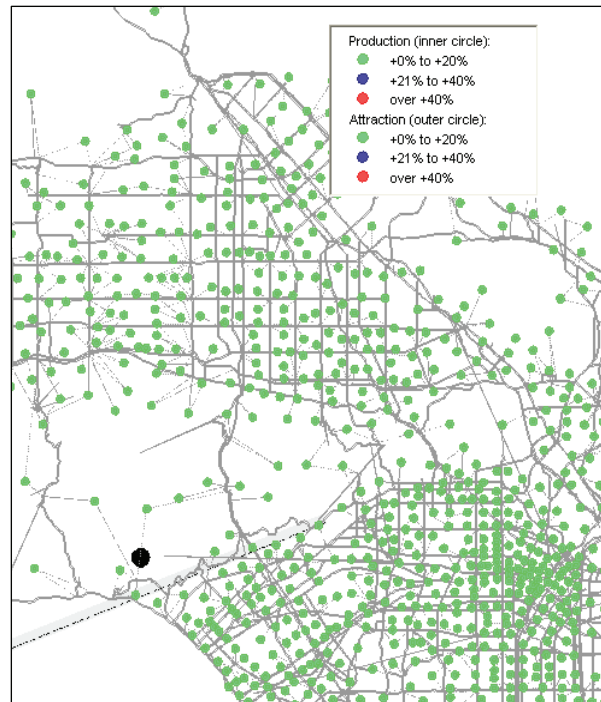 Production (inner circle):
+0% to +20%
+21% to +40%
over +40%
Attraction (outer circle):
+0% to +20%
+21% to +40%
over +40%